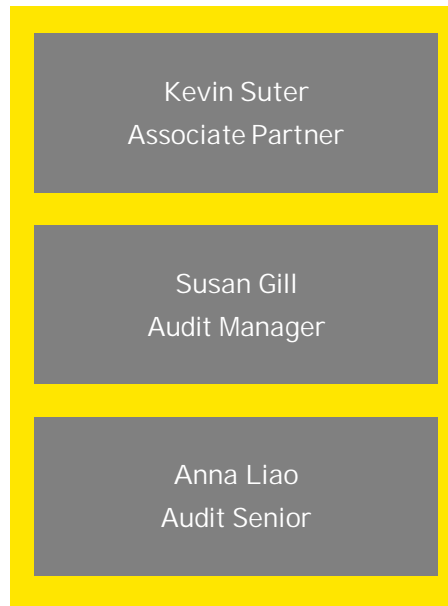 Kevin Suter
Associate Partner
Susan Gill
Audit Manager
Anna Liao
Audit Senior